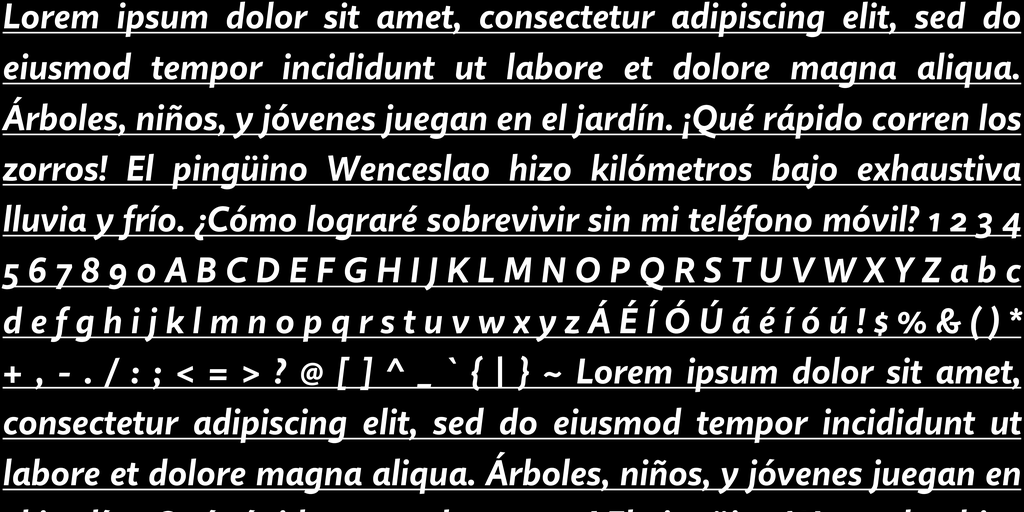 Lorem ipsum dolor sit amet, consectetur adipiscing elit, sed do
eiusmod tempor incididunt ut labore et dolore magna aliqua.
Árboles, niños, y jóvenes juegan en el jardín. ¡Qué rápido corren los
zorros! El pingüino Wenceslao hizo kilómetros bajo exhaustiva
lluvia y frío. ¿Cómo lograré sobrevivir sin mi teléfono móvil? 1 2 3 4
5 6 7 8 9 0 A B C D E F G H I J K L M N O P Q R S T U V W X Y Z a b c
d e f g h i j k l m n o p q r s t u v w x y z Á É Í Ó Ú á é í ó ú ! $ % & ( ) *
+ , - . / : ; < = > ? @ [ ] ^ _ ` { | } ~ Lorem ipsum dolor sit amet,
consectetur adipiscing elit, sed do eiusmod tempor incididunt ut
labore et dolore magna aliqua. Árboles, niños, y jóvenes juegan en